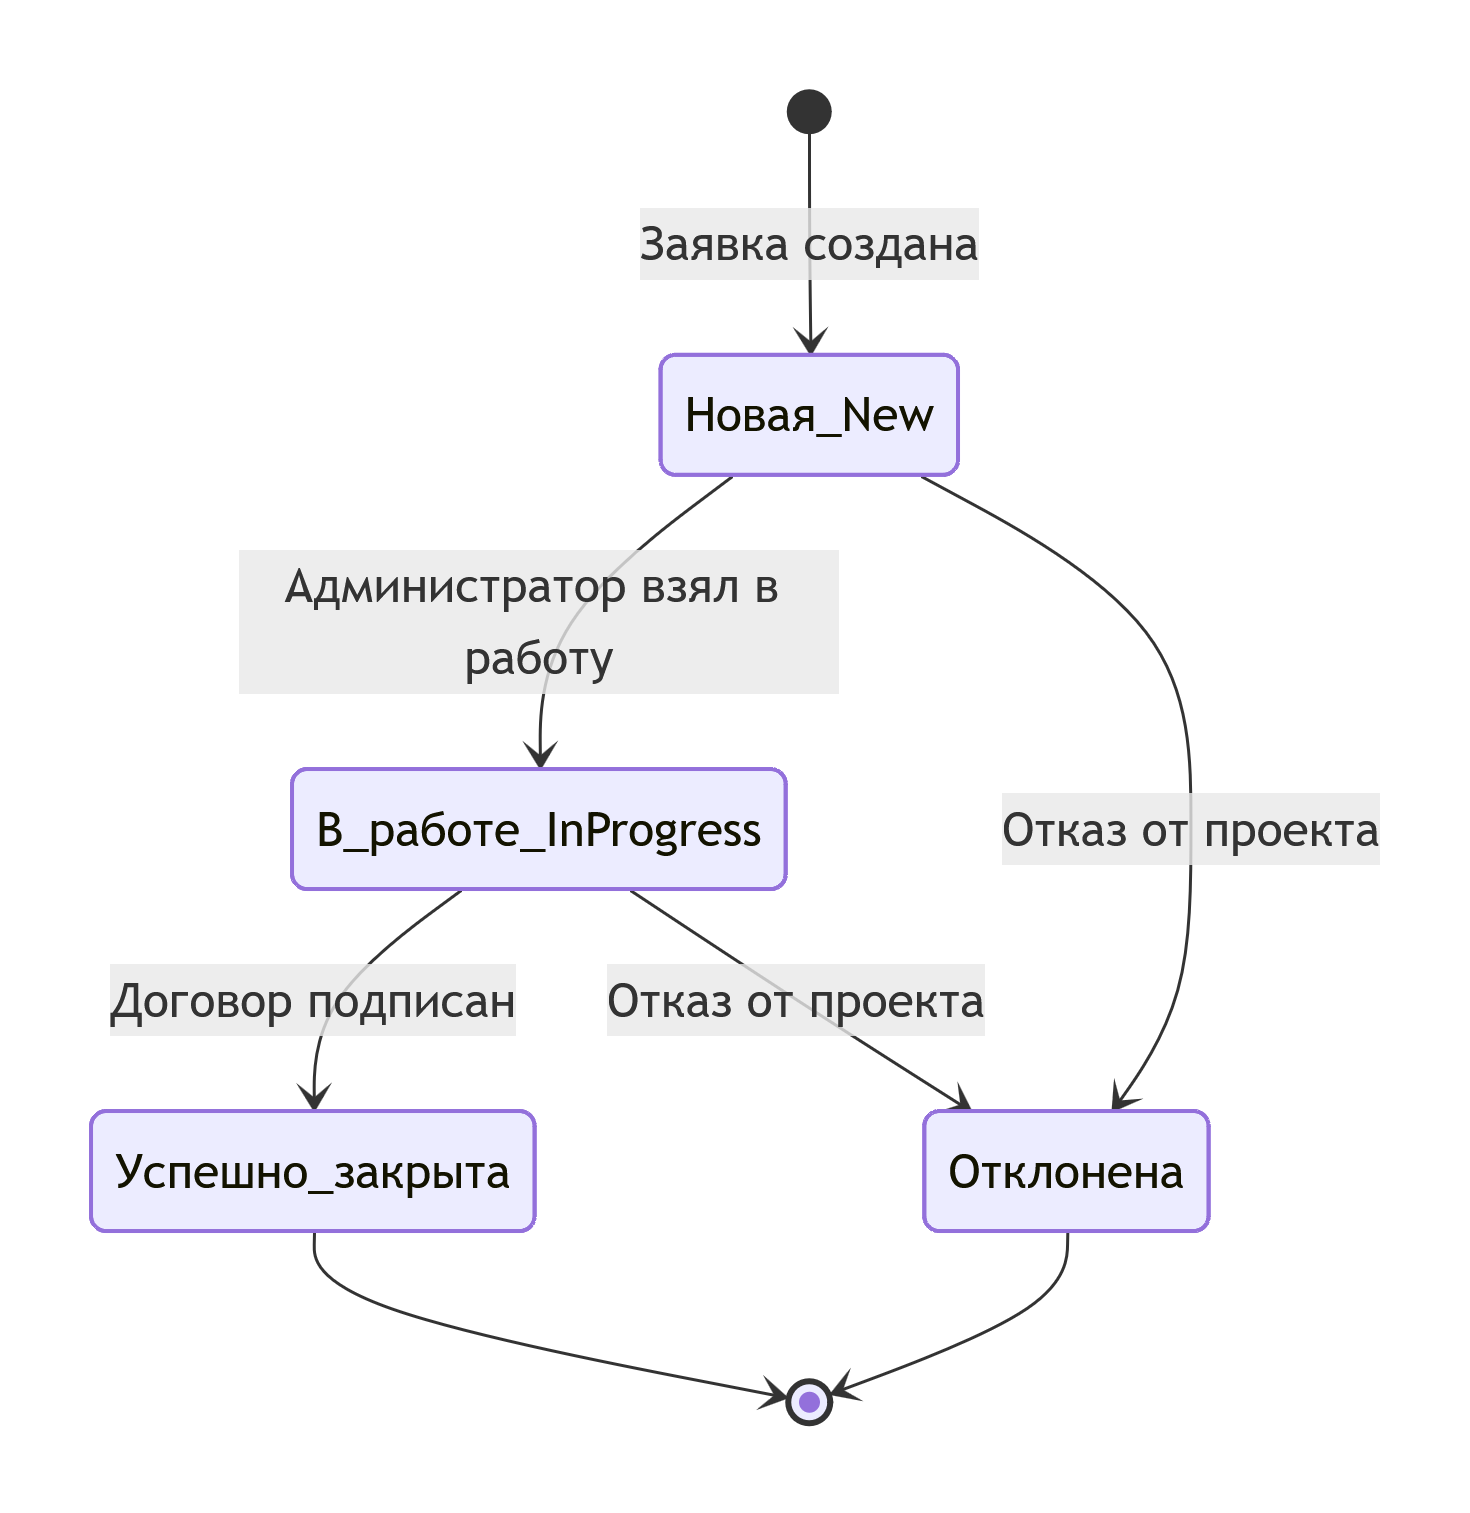 Заявка создана
Новая_New
Администратор взял в
работу
В_работе_InProgress
Отказ от проекта
Договор подписан
Отказ от проекта
Успешно_закрыта
Отклонена